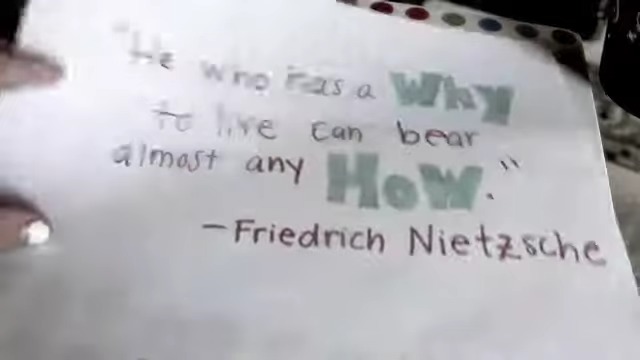 "He who has a WhY
to live can bear
almost any HoW."
-Friedrich Nietzsche